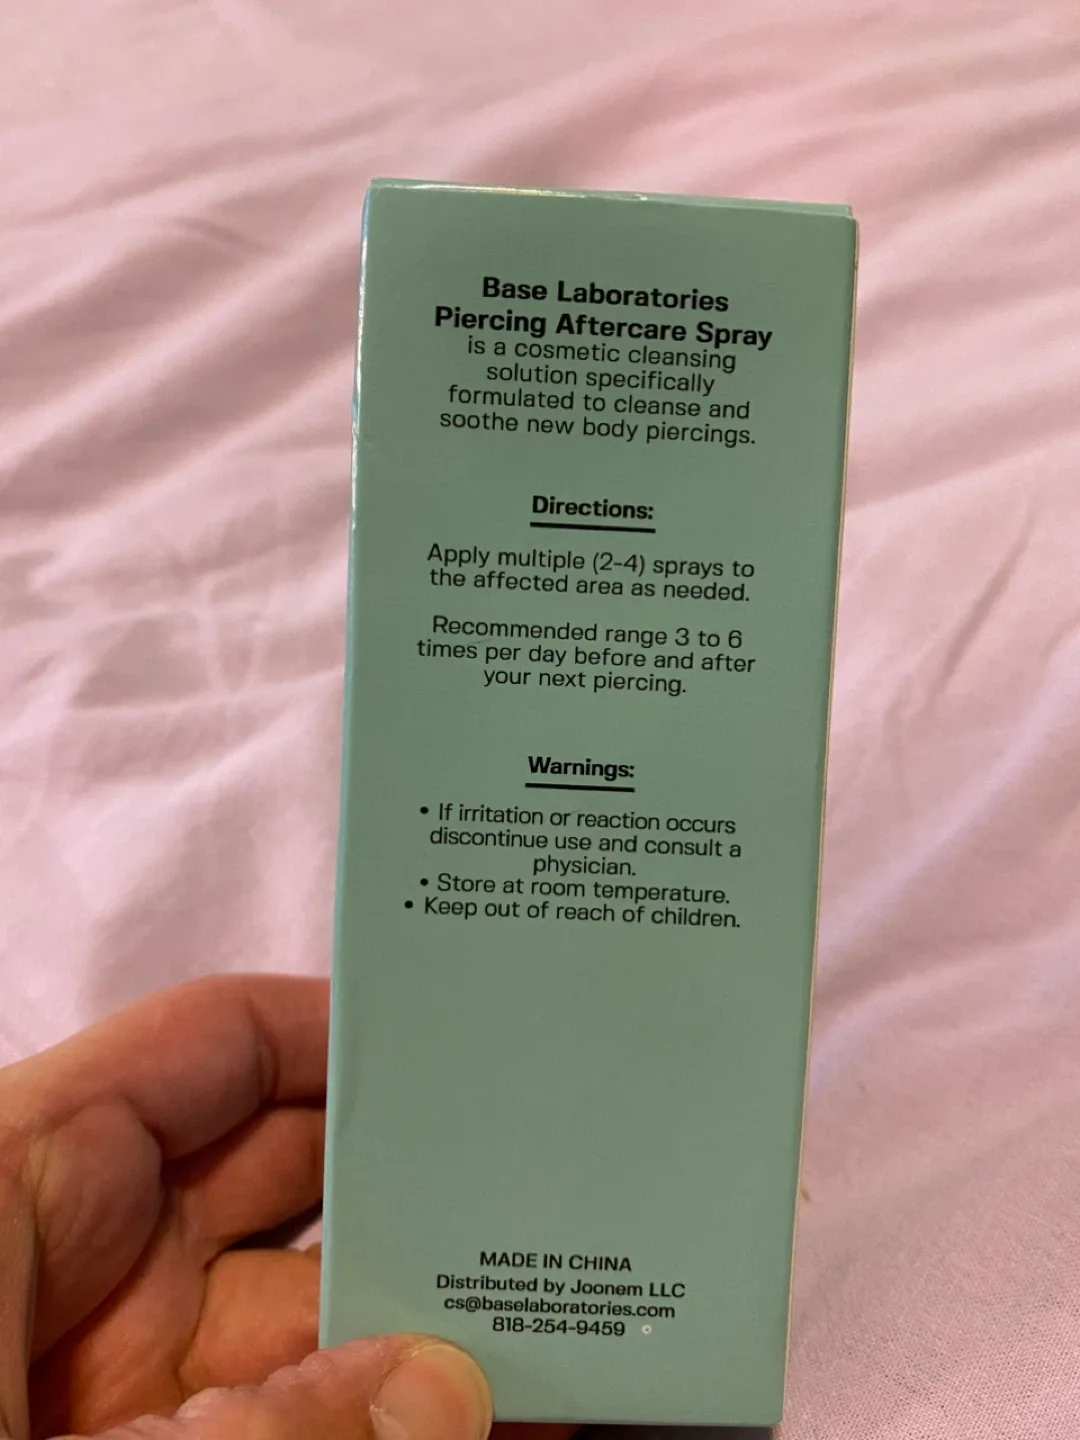 Base Laboratories
Piercing Aftercare Spray
is a cosmetic cleansing
solution specifically
formulated to cleanse and
soothe new body piercings.
Directions:
Apply multiple (2-4) sprays to
the affected area as needed.
Recommended range 3 to 6
times per day before and after
your next piercing.
Warnings:
• If irritation or reaction occurs
discontinue use and consult a
physician.
• Store at room temperature.
• Keep out of reach of children.
MADE IN CHINA
Distributed by Joonem LLC
cs@baselaboratories.com
818-254-9459